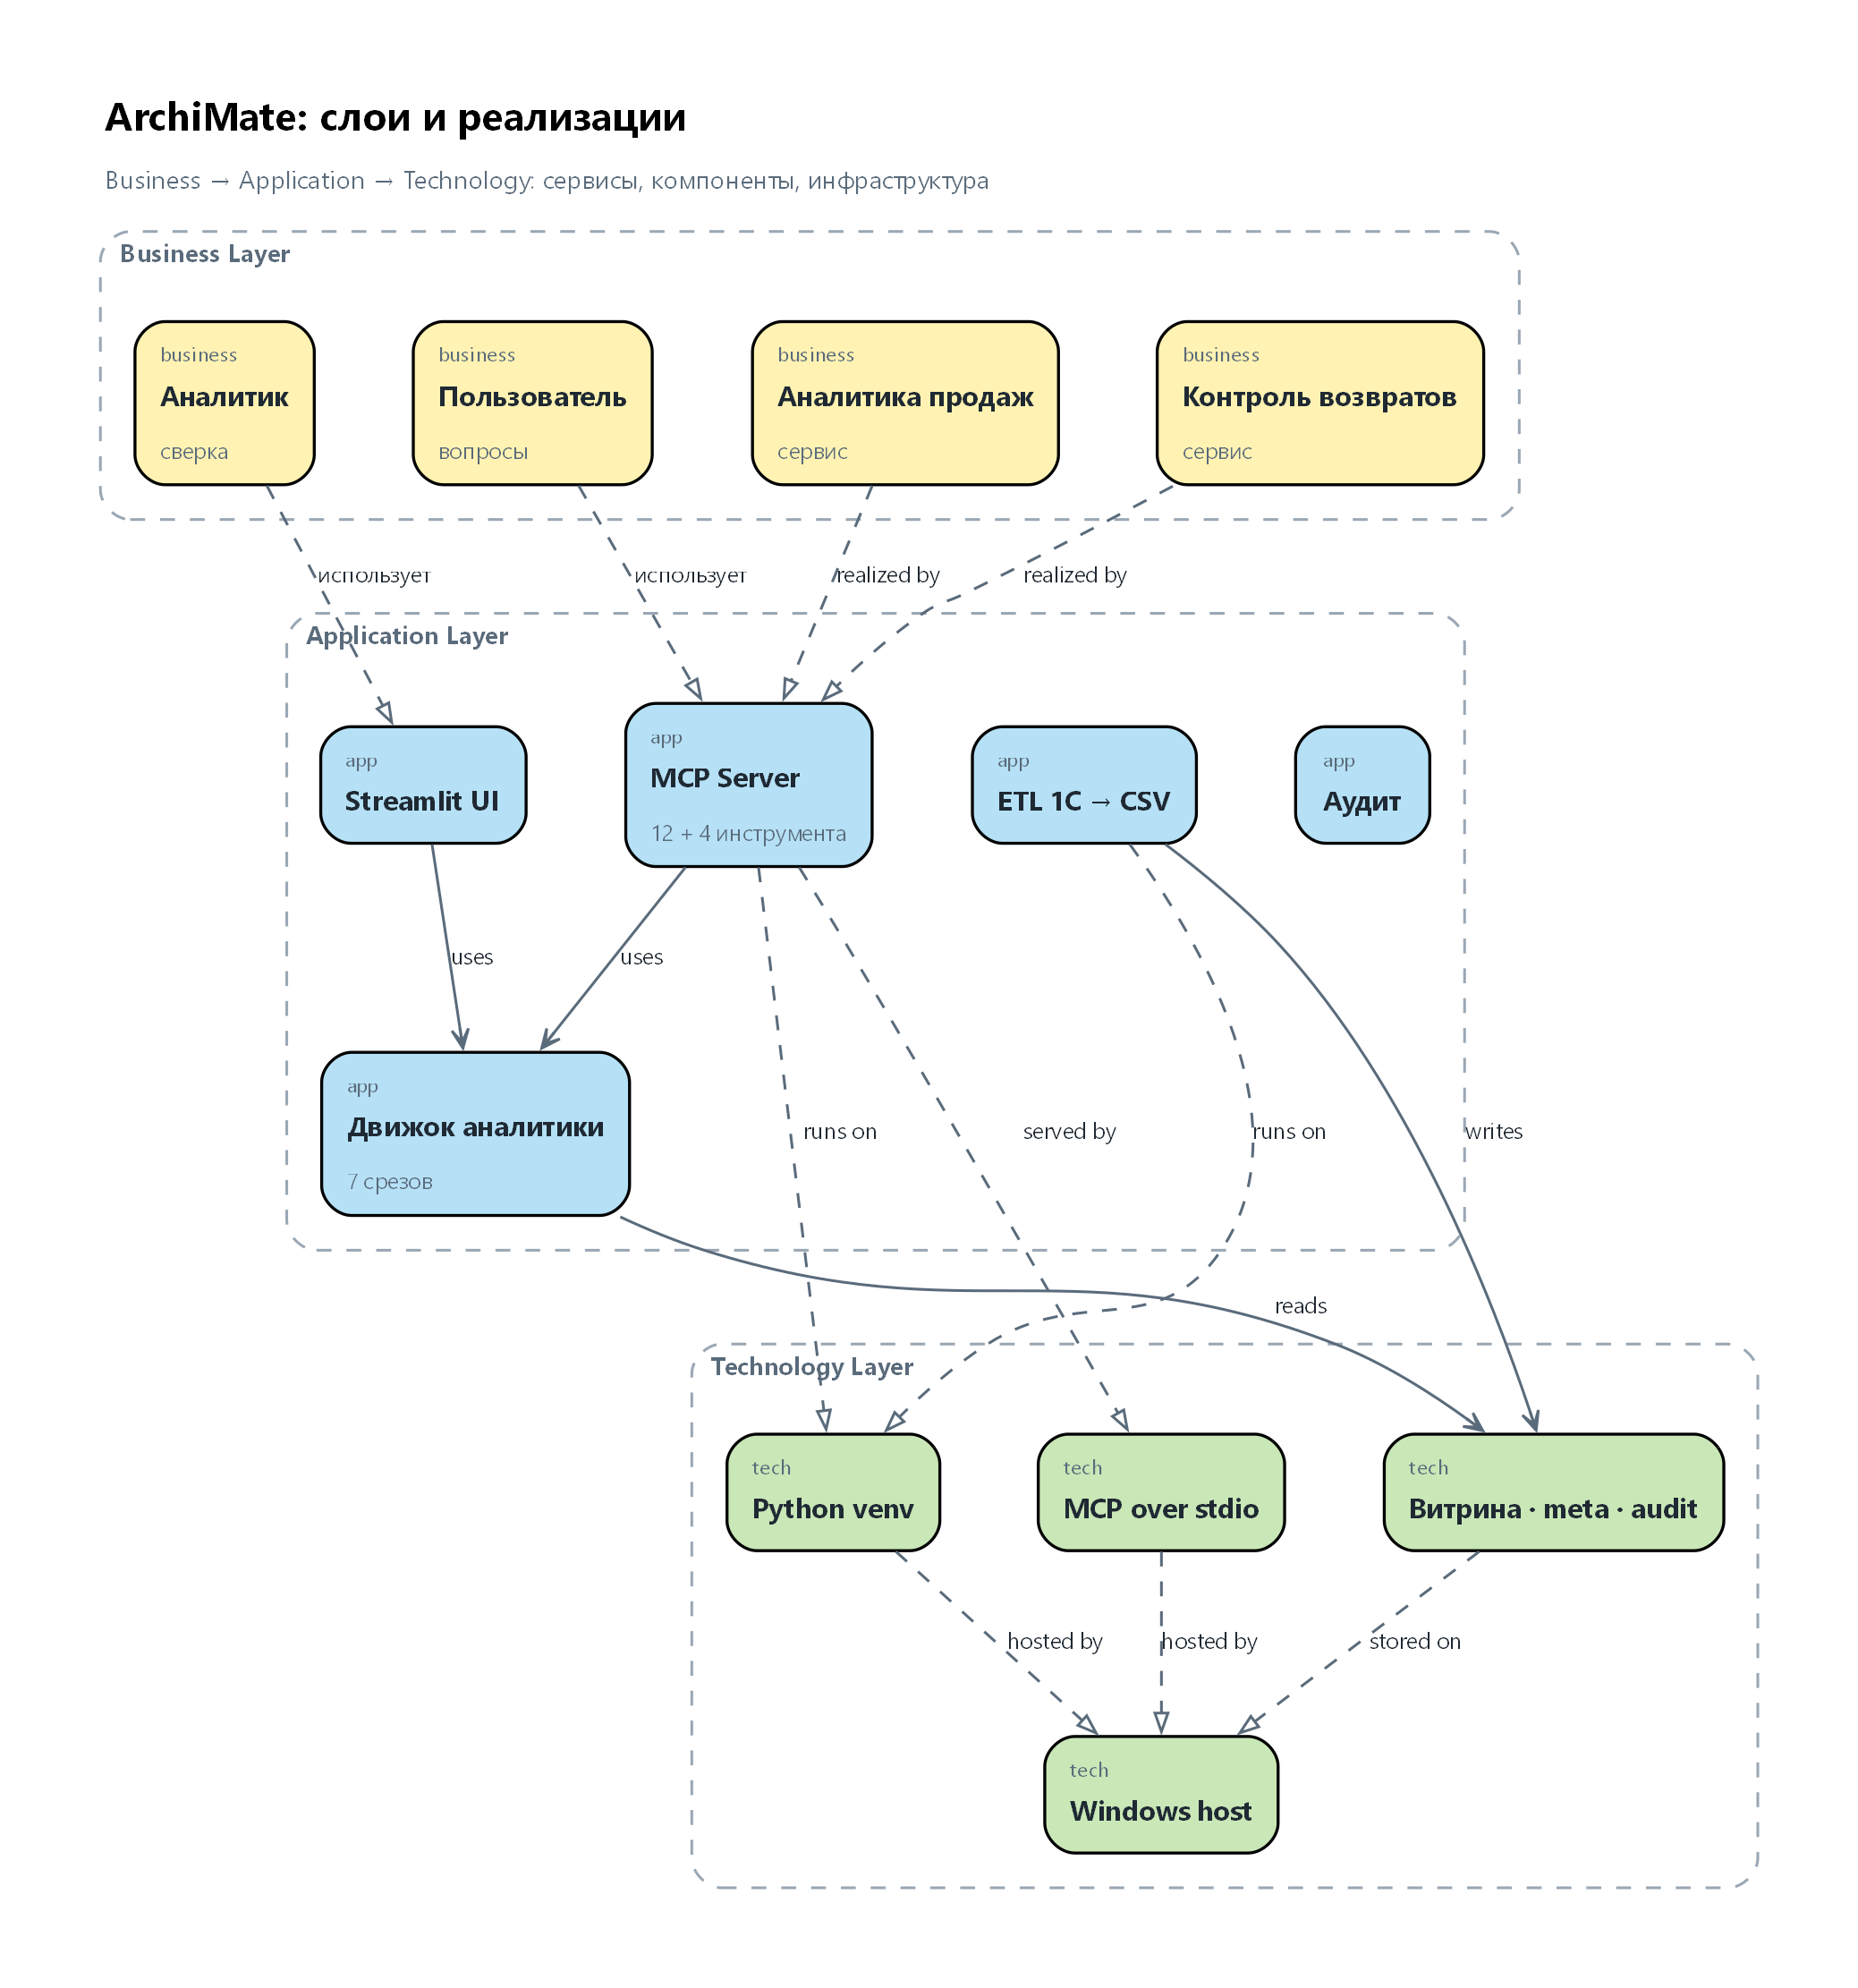 ArchiMate: слои и реализации
Business → Application → Technology: сервисы, компоненты, инфраструктура
Business Layer
business
Аналитик
сверка
business
Пользователь
вопросы
business
Аналитика продаж
сервис
business
Контроль возвратов
сервис
использует
использует
realized by
realized by
Application Layer
app
Streamlit UI
app
MCP Server
12 + 4 инструмента
app
ETL 1C → CSV
app
Аудит
uses
uses
app
Движок аналитики
7 срезов
runs on
served by
runs on
writes
reads
Technology Layer
tech
Python venv
tech
MCP over stdio
tech
Витрина · meta · audit
hosted by
hosted by
stored on
tech
Windows host